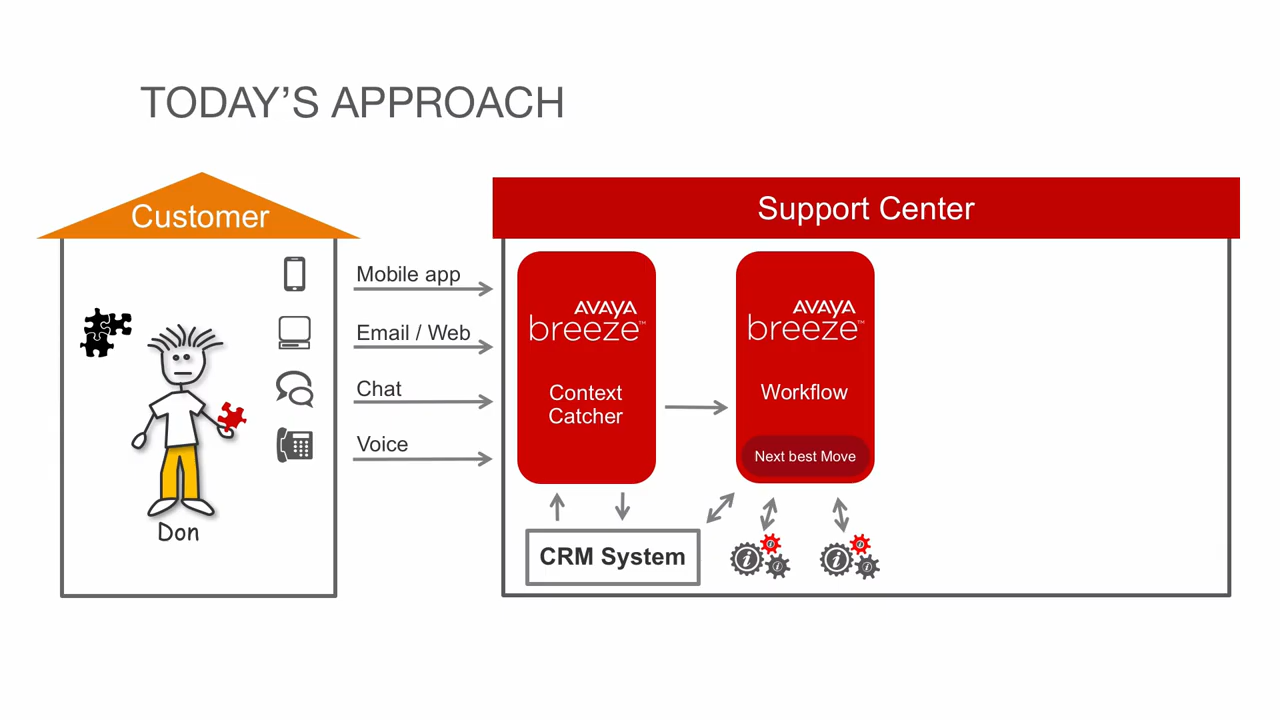 TODAY'S APPROACH
Customer
Support Center
Mobile app
Email / Web
Chat
Voice
AVAYA
breeze™
Context
Catcher
AVAYA
breeze™
Workflow
Next best Move
CRM System
Don